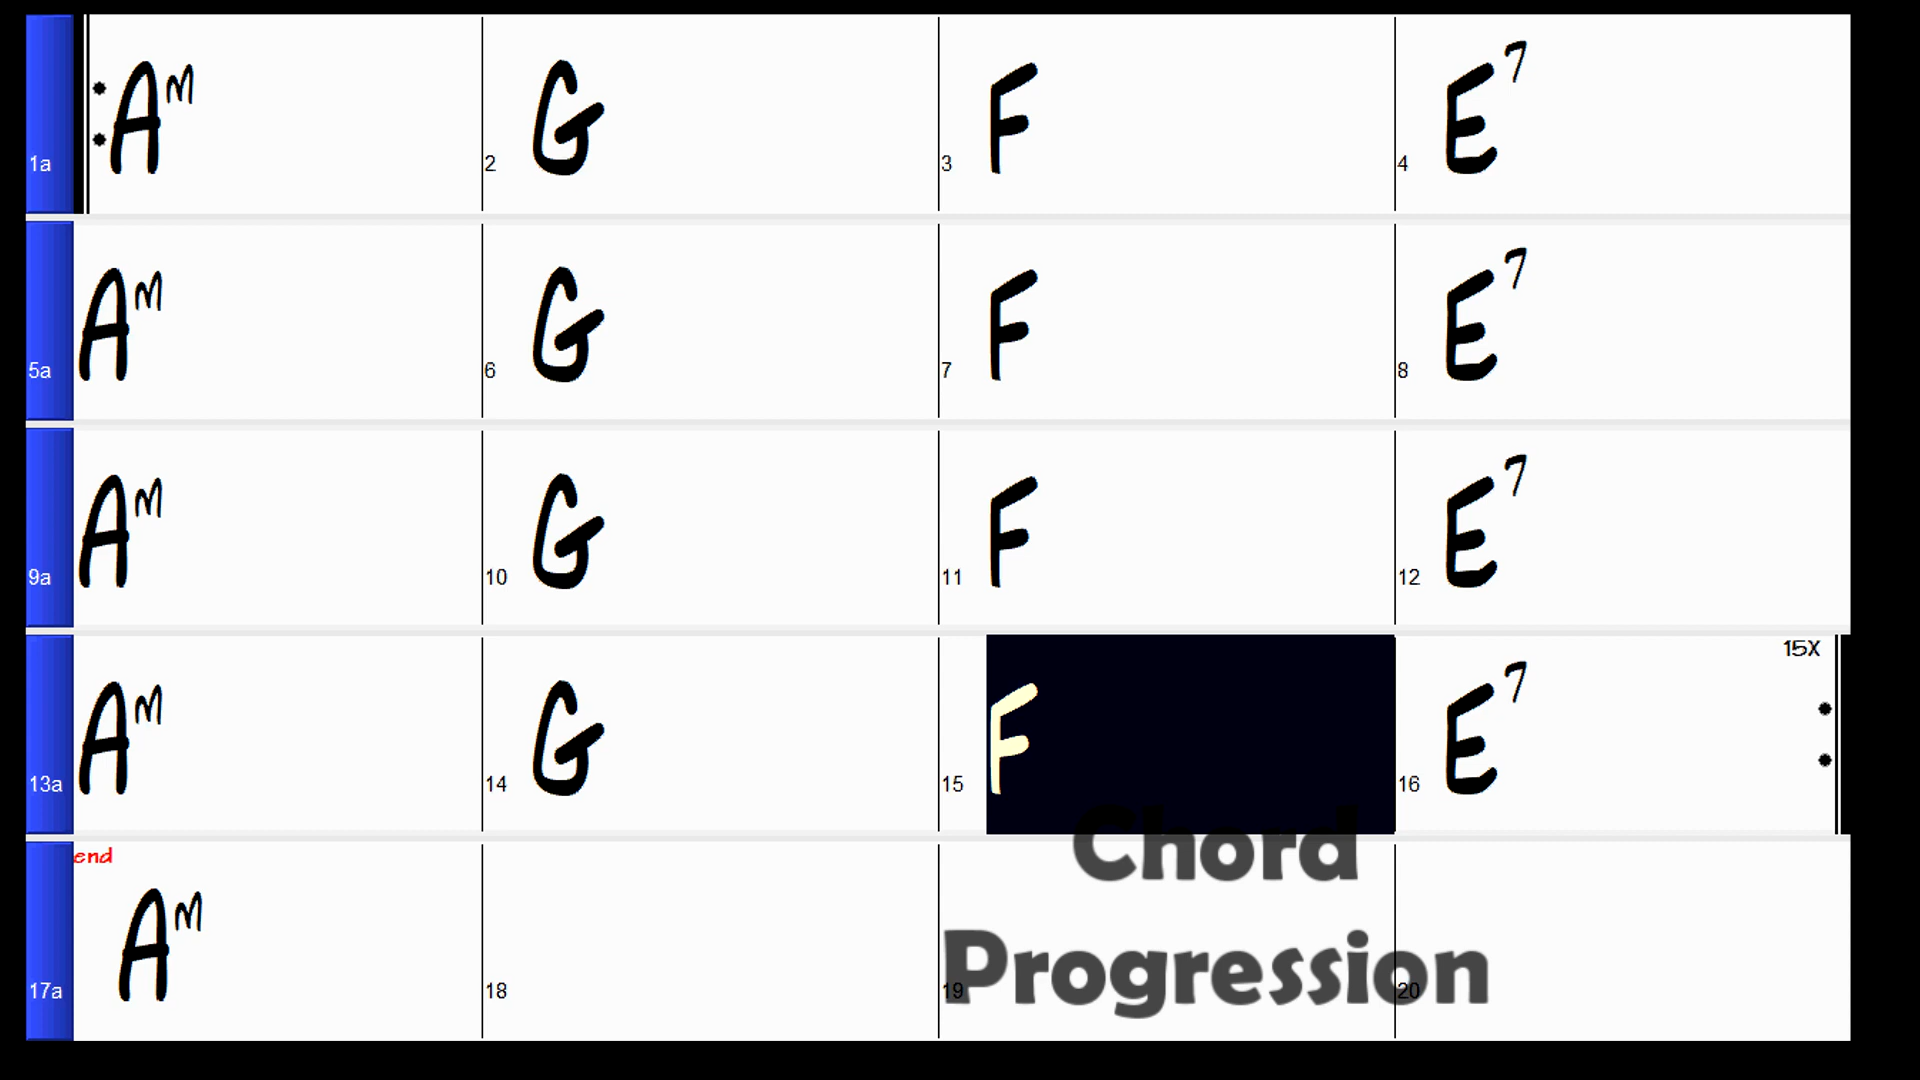 1a Am 2 G 3 F 4 E7
5a Am 6 G 7 F 8 E7
9a Am 10 G 11 F 12 E7
15X
13a Am 14 G 15 F 16 E7
end
Chord
17a Am 18 19 20
Progression